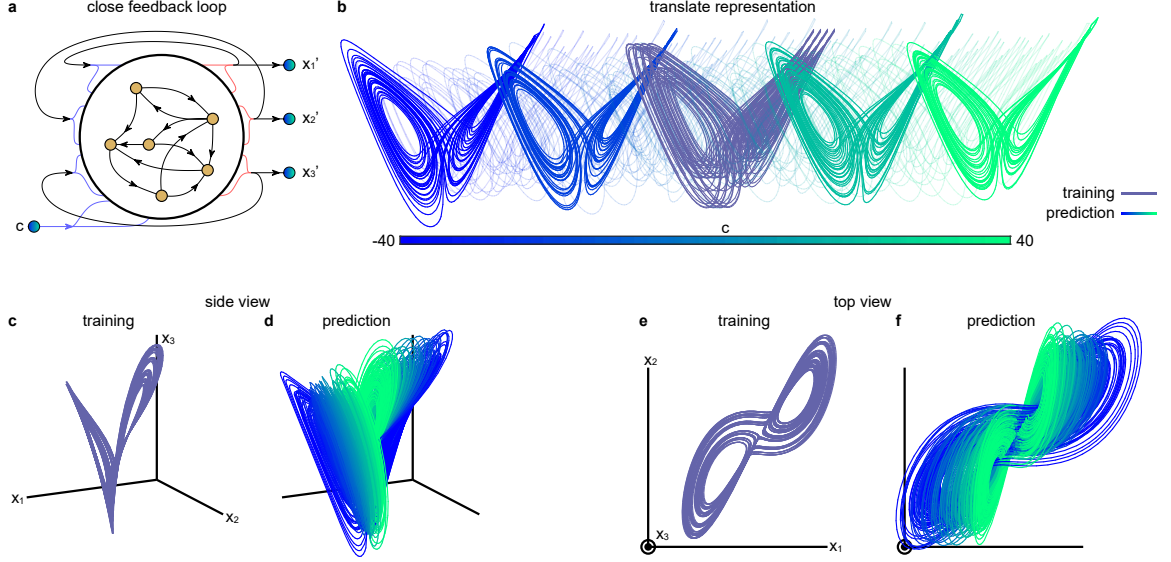 a close feedback loop
x1'
x2'
x3'
c
b translate representation
training
prediction
c
-40 40
side view
c training
x3
x1
x2
d prediction
top view
e training
x2
x3
x1
f prediction